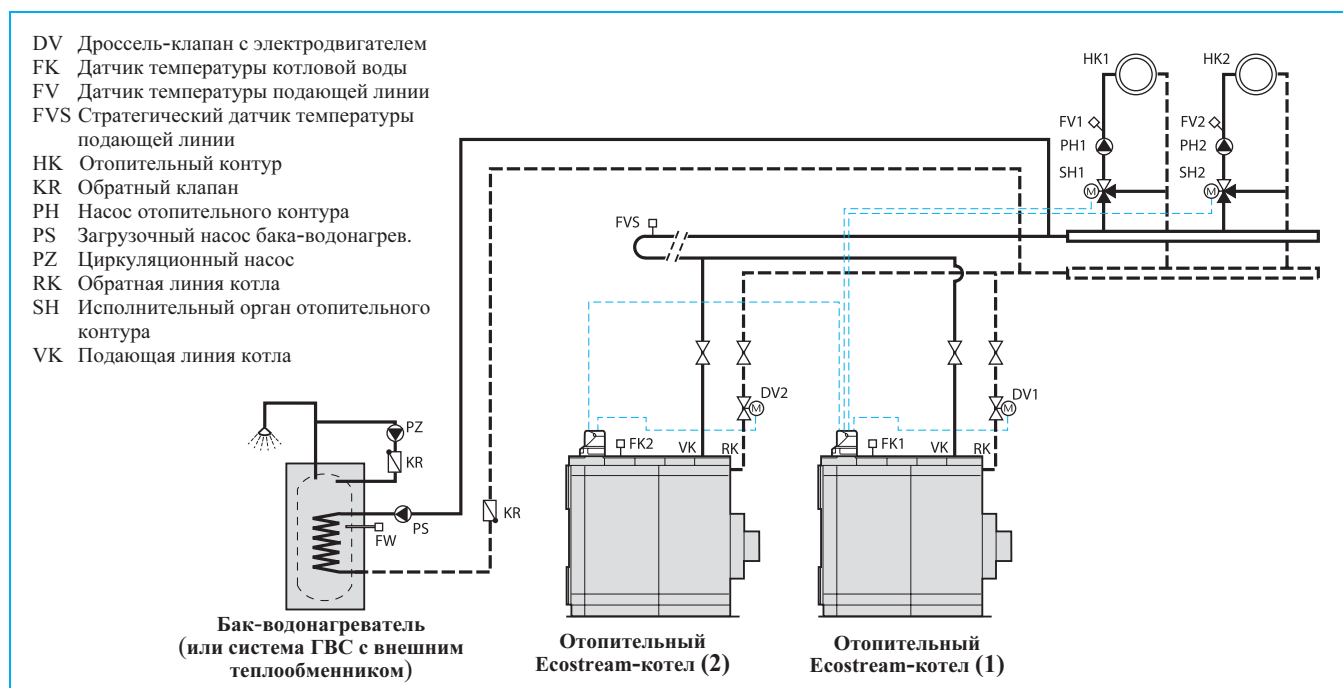 DV Дроссель-клапан с электродвигателем
FK Датчик температуры котловой воды
FV Датчик температуры подающей линии
FVS Стратегический датчик температуры
подающей линии
HK Отопительный контур
KR Обратный клапан
PH Насос отопительного контура
PS Загрузочный насос бака-водонагрев.
PZ Циркуляционный насос
RK Обратная линия котла
SH Исполнительный орган отопительного
контура
VK Подающая линия котла
HK1
HK2
FV1
FV2
PH1
PH2
SH1
SH2
M
M
FVS
DV2
M
DV1
M
PZ
KR
FK2
VK
RK
FK1
VK
RK
PS
FW
KR
Бак-водонагреватель
(или система ГВС с внешним
теплообменником)
Отопительный
Ecostream-котел (2)
Отопительный
Ecostream-котел (1)